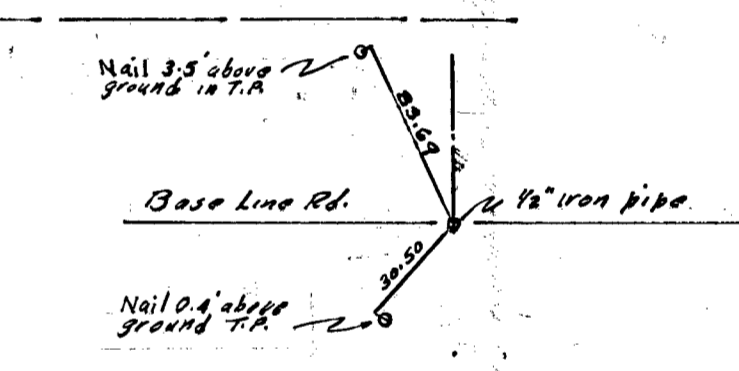 Nail 3.5' above
ground in T.P.
83.69
Base Line Rd.
1/2" iron pipe
30.50
Nail 0.4' above
ground T.P.